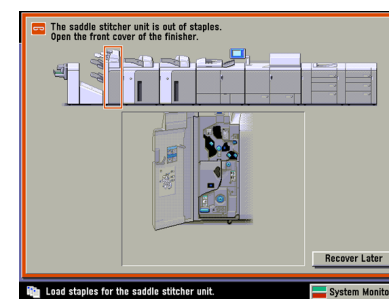 The saddle stitcher unit is out of staples.
Open the front cover of the finisher.
Recover Later
Load staples for the saddle stitcher unit.
System Monito